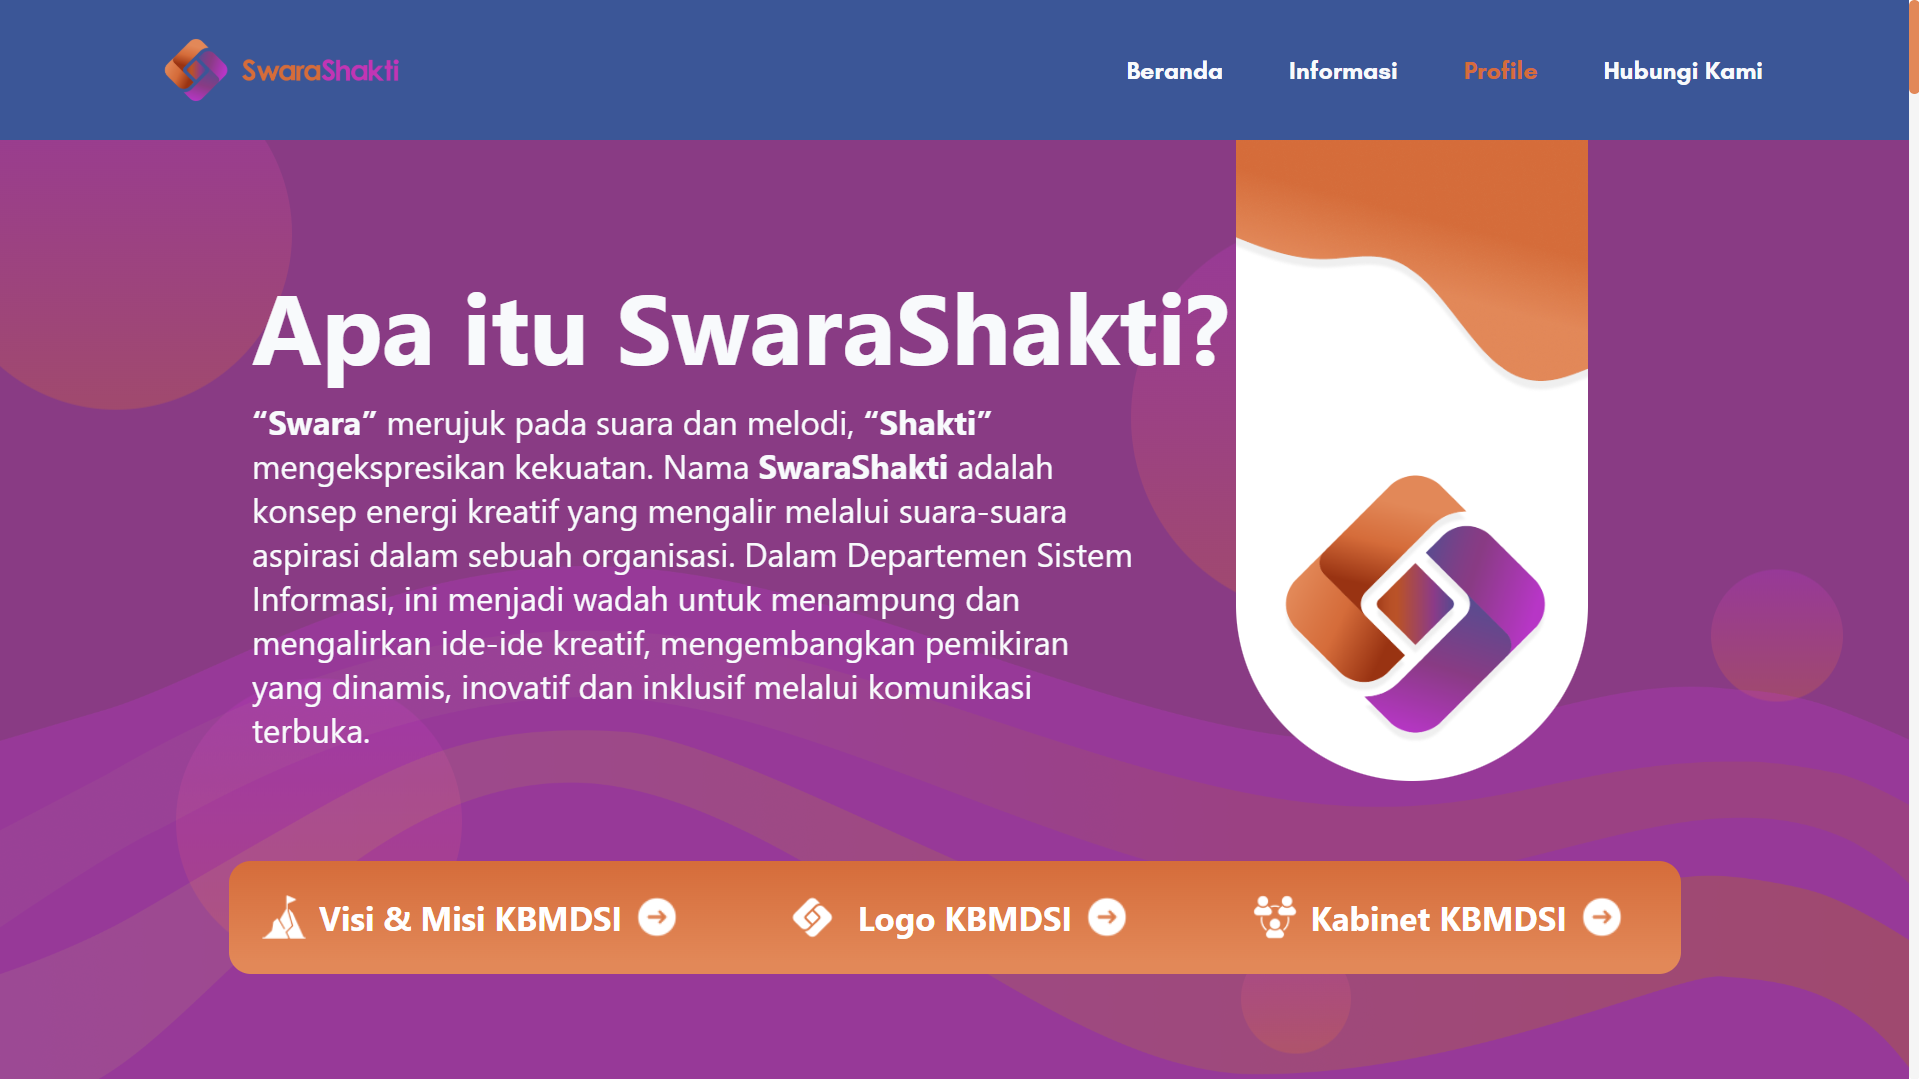 SwaraShakti
Beranda
Informasi
Profile
Hubungi Kami
Apa itu SwaraShakti?
“Swara” merujuk pada suara dan melodi, “Shakti”
mengekspresikan kekuatan. Nama SwaraShakti adalah
konsep energi kreatif yang mengalir melalui suara-suara
aspirasi dalam sebuah organisasi. Dalam Departemen Sistem
Informasi, ini menjadi wadah untuk menampung dan
mengalirkan ide-ide kreatif, mengembangkan pemikiran
yang dinamis, inovatif dan inklusif melalui komunikasi
terbuka.
Visi & Misi KBMDSI
Logo KBMDSI
Kabinet KBMDSI